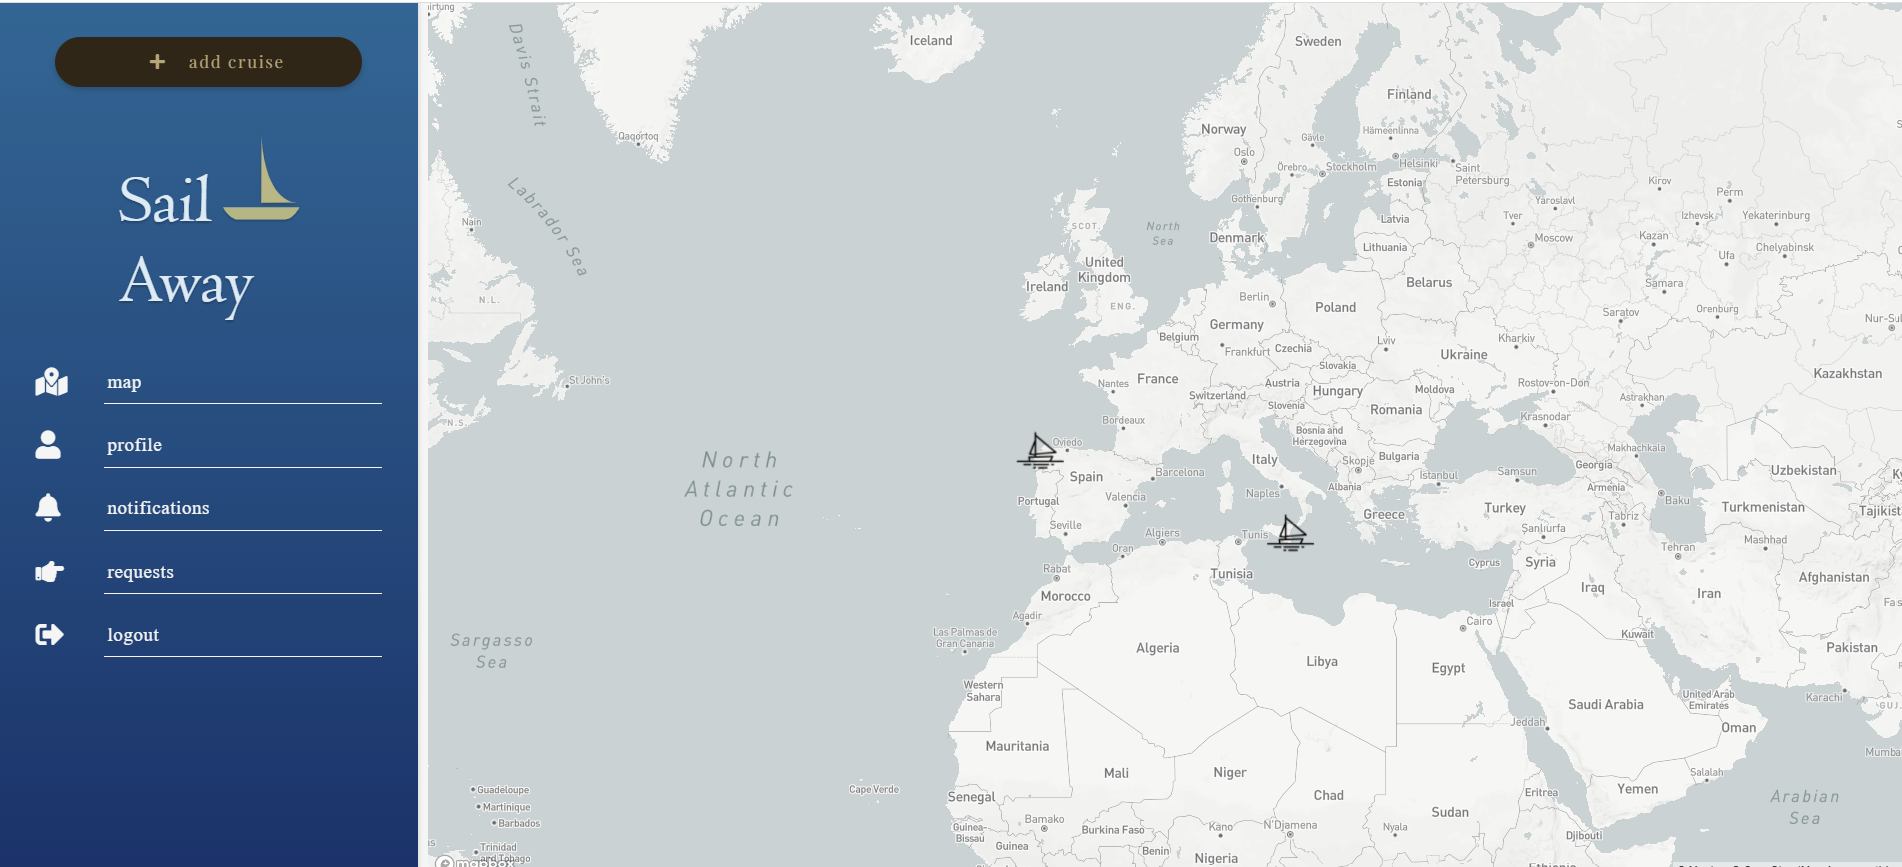 add cruise
Sail
Away
map
profile
notifications
requests
logout
Davis Strait
Iceland
Sweden
Finland
Norway
Qaqortoq
Gävle
Hämeenlinna
Oslo
Örebro
Stockholm
Helsinki
Saint
Petersburg
Estonia
Kirov
Perm
Labrador Sea
Gothenburg
Yaroslavl
Nain
SCOT.
North
Sea
Latvia
Tver
Izhevsk
Yekaterinburg
Denmark
Lithuania
Moscow
Kazan
Chelyabinsk
Ufa
United
Kingdom
Ireland
Belarus
Samara
N.L.
ENG.
Berlin
Poland
Saratov
Orenburg
Nur-Sul
Germany
Belgium
Frankfurt
Czechia
Lviv
Kharkiv
Ukraine
Slovakia
St John's
France
Nantes
Austria
Hungary
Moldova
Rostov-on-Don
Kazakhstan
Switzerland
Slovenia
Romania
Astrakhan
N.S.
Bordeaux
Krasnodar
Bosnia and
Herzegovina
Oviedo
Makhachkala
North
Atlantic
Ocean
Spain
Italy
Skopje
Bulgaria
Georgia
Uzbekistan
Barcelona
Istanbul
Samsun
Albania
Armenia
Portugal
Valencia
Naples
Baku
Greece
Turkey
Turkmenistan
Tajikist
Seville
Algiers
Tunis
Şanlıurfa
Tabriz
Oran
Tehran
Mashhad
Rabat
Tunisia
Cyprus
Syria
Afghanistan
Morocco
Iraq
Iran
Agadir
Israel
Cairo
Las Palmas de
Gran Canaria
Kuwait
Sargasso
Sea
Algeria
Libya
Egypt
Pakistan
Western
Sahara
United Arab
Emirates
Karachi
GUJ.
Saudi Arabia
Jeddah
Oman
Mauritania
Mumba
Mali
Niger
Salalah
Guadeloupe
Cape Verde
Senegal
Chad
Eritrea
Yemen
Arabian
Sea
Martinique
Barbados
Sudan
Guinea-
Bissau
Bamako
Burkina Faso
Kano
N'Djamena
Nyala
Djibouti
Trinidad
and Tobago
Guinea
Benin
Nigeria
mapbox